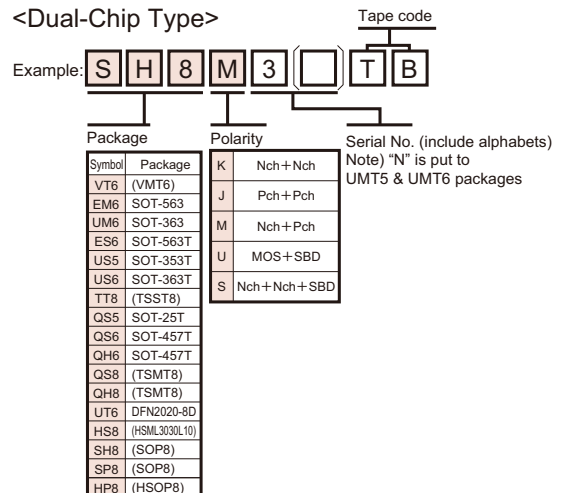 <Dual-Chip Type>
Tape code
Example: S H 8 M 3 ( ) T B
Package
Symbol Package
VT6 (VMT6)
EM6 SOT-563
UM6 SOT-363
ES6 SOT-563T
US5 SOT-353T
US6 SOT-363T
TT8 (TSST8)
QS5 SOT-25T
QS6 SOT-457T
QH6 SOT-457T
QS8 (TSMT8)
QH8 (TSMT8)
UT6 DFN2020-8D
HS8 (HSML3030L10)
SH8 (SOP8)
SP8 (SOP8)
HP8 (HSOP8)
Polarity
K Nch+Nch
J Pch+Pch
M Nch+Pch
U MOS+SBD
S Nch+Nch+SBD
Serial No. (include alphabets)
Note) "N" is put to
UMT5 & UMT6 packages